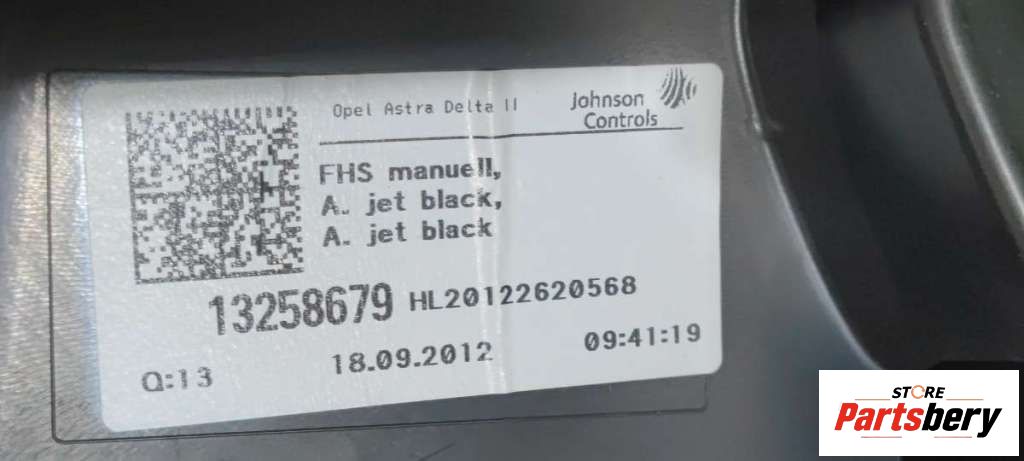 Opel Astra Delta II
Johnson
Controls
FHS manuell,
A. jet black,
A. jet black
13258679 HL20122620568
18.09.2012 09:41:19
Q:13
STORE
Partsbery